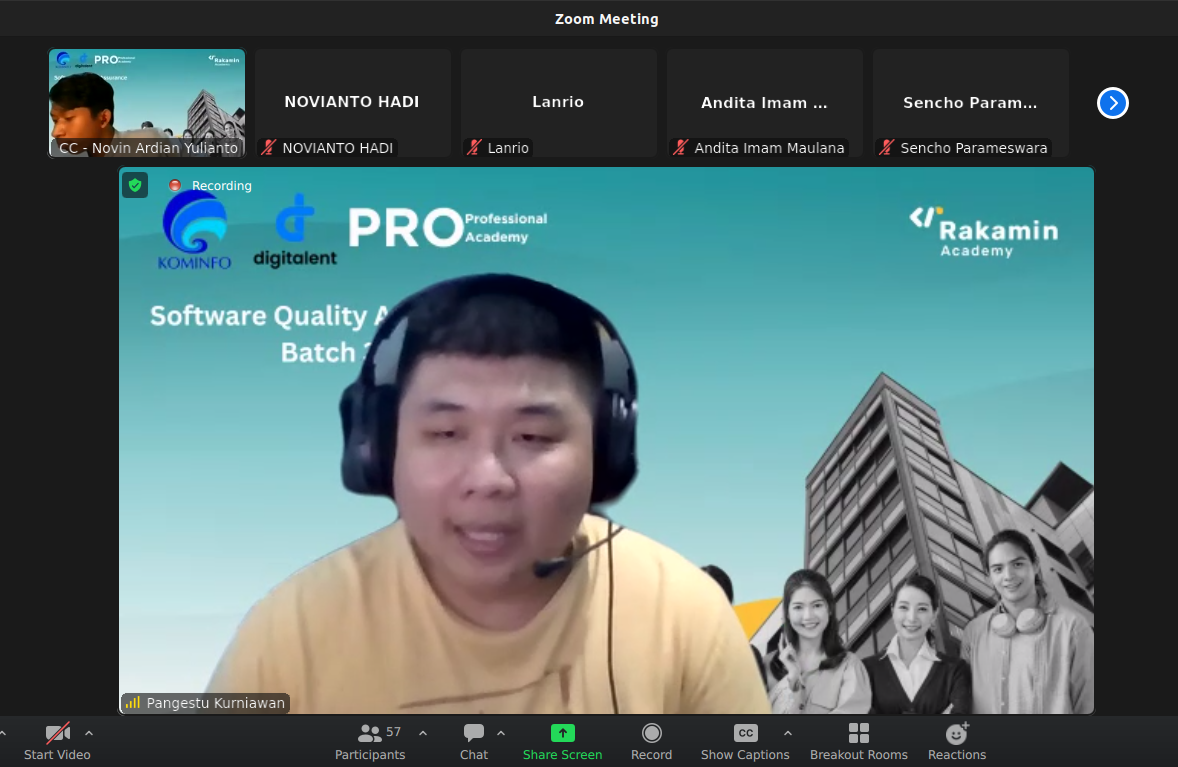 Zoom Meeting
PRO
Rakamin
CC - Novin Ardian Yulianto
NOVIANTO HADI
NOVIANTO HADI
Lanrio
Lanrio
Andita Imam ...
Andita Imam Maulana
Sencho Param...
Sencho Parameswara
Recording
KOMINFO
digitalent
PRO Professional
Academy
Rakamin
Academy
Software Quality A
Batch
Pangestu Kurniawan
Start Video
57
Participants
Chat
Share Screen
Record
CC
Show Captions
Breakout Rooms
Reactions